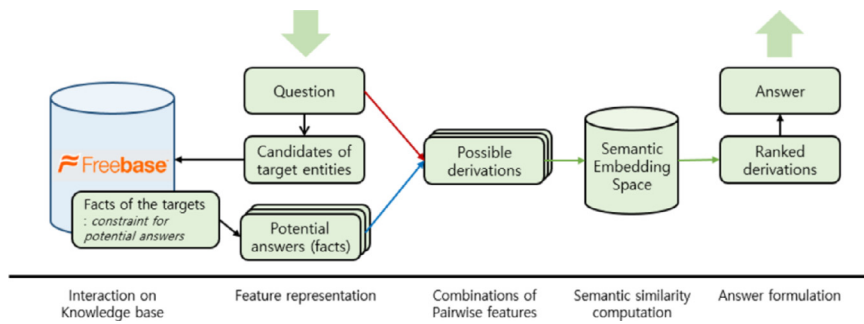 Question
Answer
Freebase
Candidates of
target entities
Possible
derivations
Semantic
Embedding
Space
Ranked
derivations
Facts of the targets
: constraint for
potential answers
Potential
answers (facts)
Interaction on
Knowledge base
Feature representation
Combinations of
Pairwise features
Semantic similarity
computation
Answer formulation